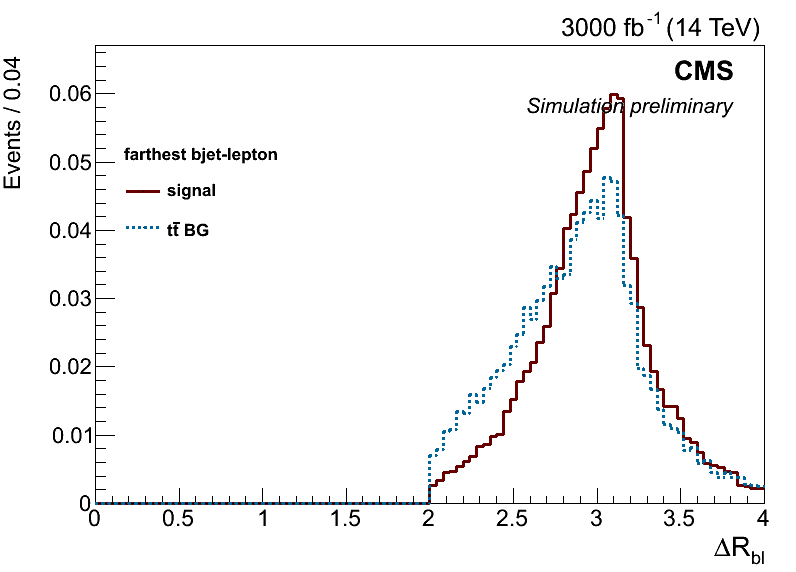 3000 fb⁻¹ (14 TeV)
Events / 0.04
CMS
Simulation preliminary
farthest bjet-lepton
signal
tt̄ BG
0.06
0.05
0.04
0.03
0.02
0.01
0
0 0.5 1 1.5 2 2.5 3 3.5 4
ΔR_bl